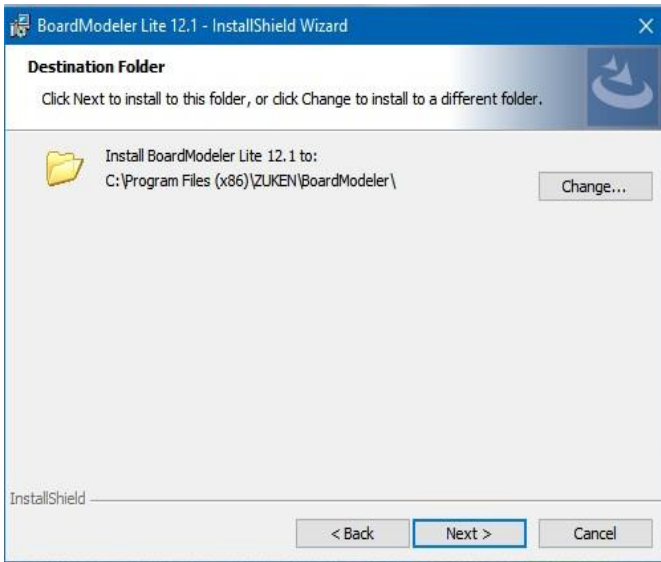 BoardModeler Lite 12.1 - InstallShield Wizard
Destination Folder
Click Next to install to this folder, or click Change to install to a different folder.
Install BoardModeler Lite 12.1 to:
C:\Program Files (x86)\ZUKEN\BoardModeler\
Change...
InstallShield
< Back
Next >
Cancel